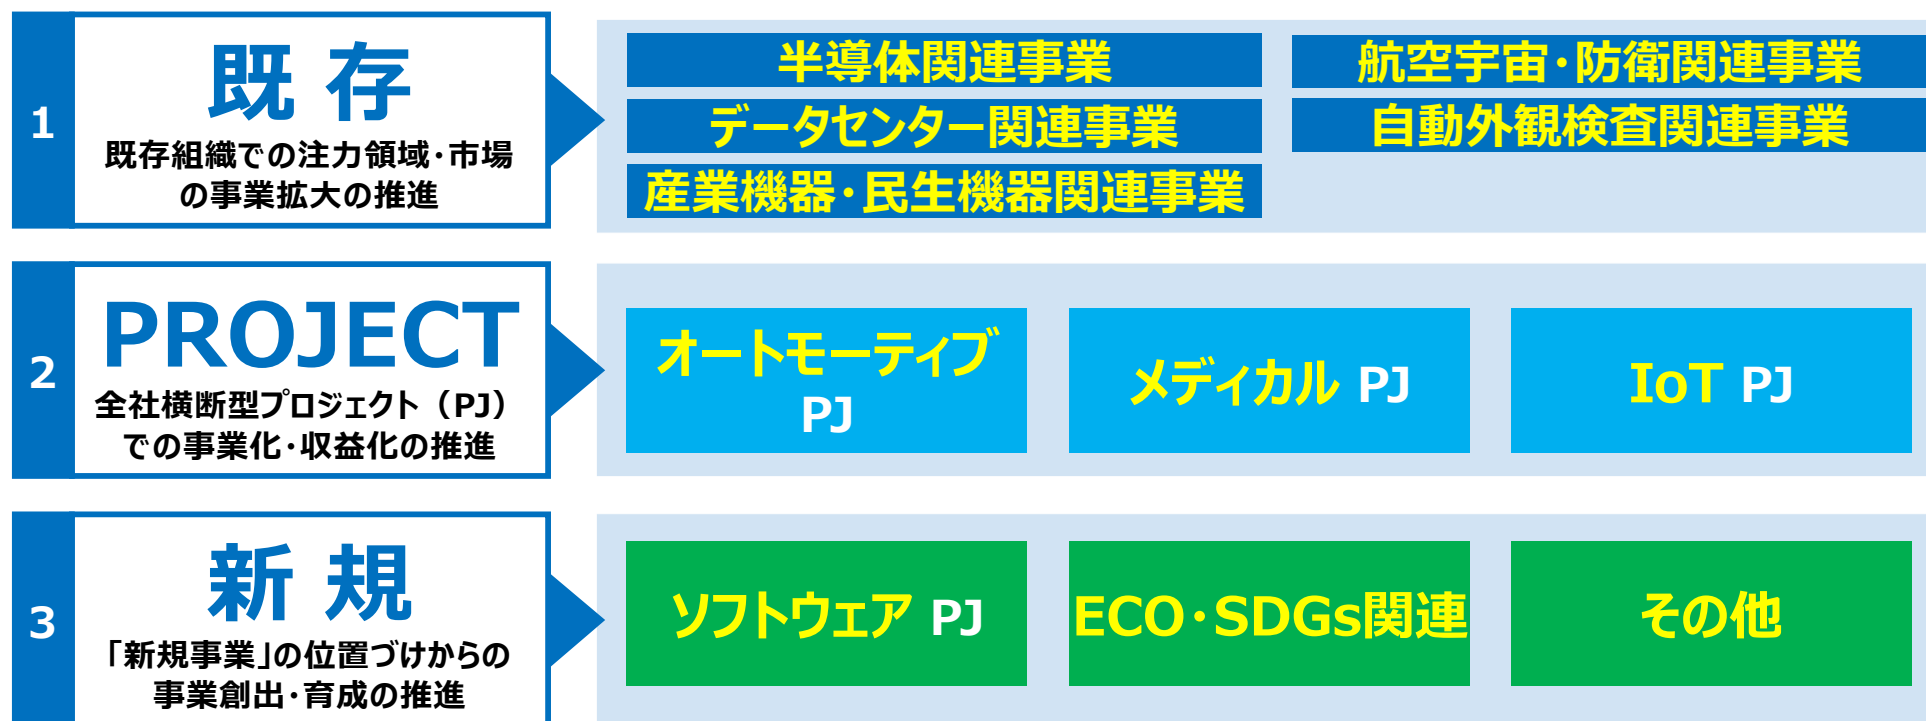 1
既 存
既存組織での注力領域・市場
の事業拡大の推進
半導体関連事業
航空宇宙・防衛関連事業
データセンター関連事業
自動外観検査関連事業
産業機器・民生機器関連事業
2
PROJECT
全社横断型プロジェクト（PJ）
での事業化・収益化の推進
オートモーティブ
PJ
メディカル PJ
IoT PJ
3
新 規
「新規事業」の位置づけからの
事業創出・育成の推進
ソフトウェア PJ
ECO・SDGs関連
その他